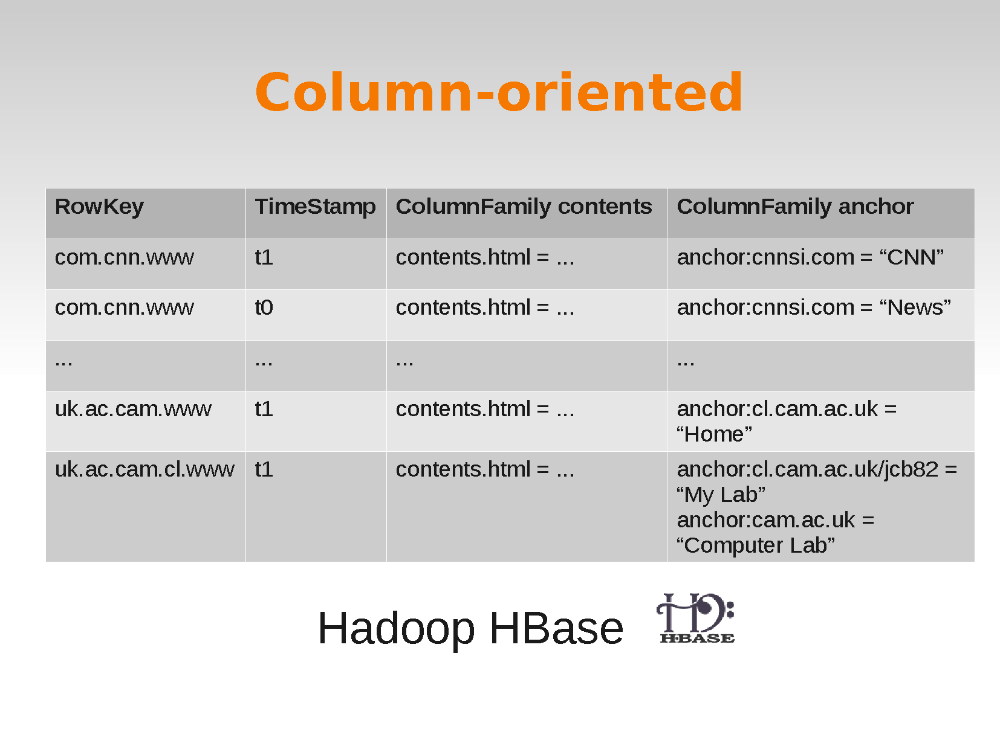 Column-oriented
RowKey TimeStamp ColumnFamily contents ColumnFamily anchor
com.cnn.www t1 contents.html = ... anchor:cnnsi.com = “CNN”
com.cnn.www t0 contents.html = ... anchor:cnnsi.com = “News”
... ... ... ...
uk.ac.cam.www t1 contents.html = ... anchor:cl.cam.ac.uk =
“Home”
uk.ac.cam.cl.www t1 contents.html = ... anchor:cl.cam.ac.uk/jcb82 =
“My Lab”
anchor:cam.ac.uk =
“Computer Lab”
Hadoop HBase
H:BASE